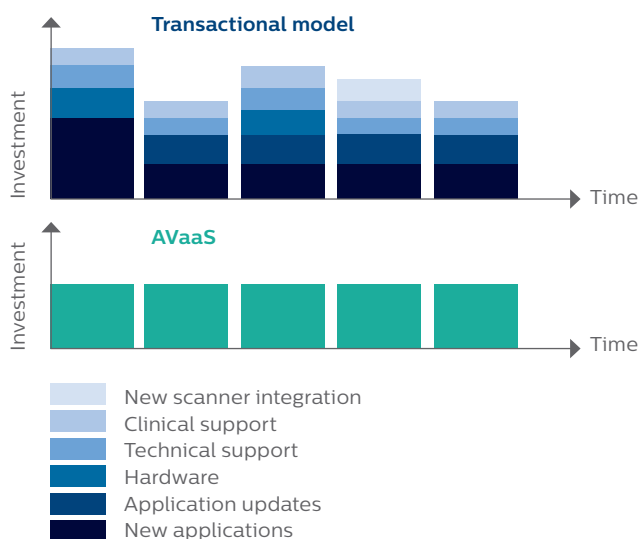 Transactional model
Investment
Time
AVaaS
Investment
Time
New scanner integration
Clinical support
Technical support
Hardware
Application updates
New applications